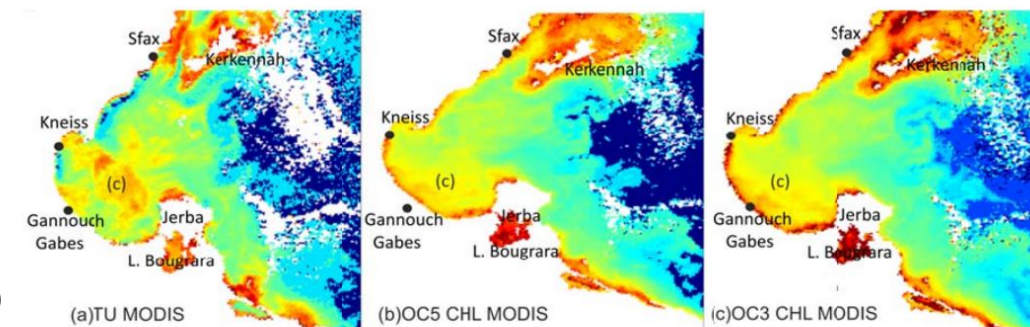 Sfax
Kerkennah
Kneiss
(c)
Gannouch
Gabes
Jerba
L. Bougrara
(a)TU MODIS
Sfax
Kerkennah
Kneiss
(c)
Gannouch
Gabes
Jerba
L. Bougrara
(b)OC5 CHL MODIS
Sfax
Kerkennah
Kneiss
(c)
Gannouch
Gabes
Jerba
L. Bougrara
(c)OC3 CHL MODIS